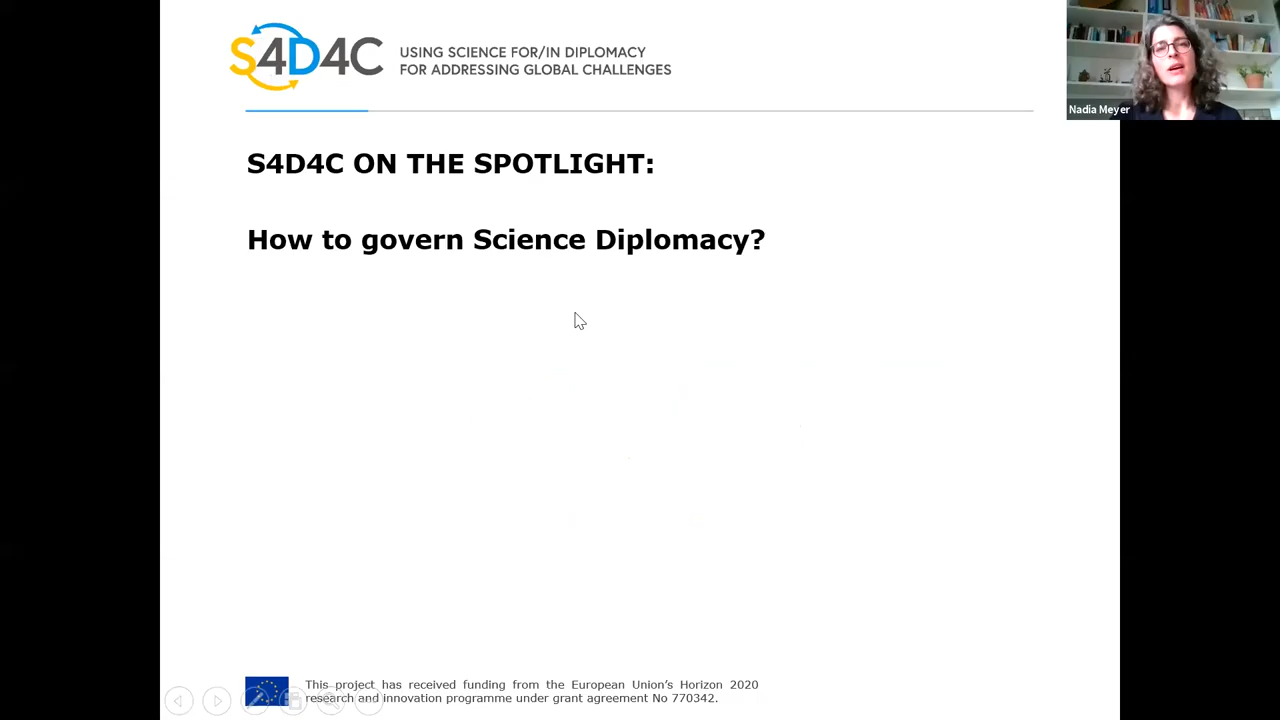 S4D4C
USING SCIENCE FOR/IN DIPLOMACY
FOR ADDRESSING GLOBAL CHALLENGES
Nadia Meyer
S4D4C ON THE SPOTLIGHT:
How to govern Science Diplomacy?
This project has received funding from the European Union's Horizon 2020
research and innovation programme under grant agreement No 770342.